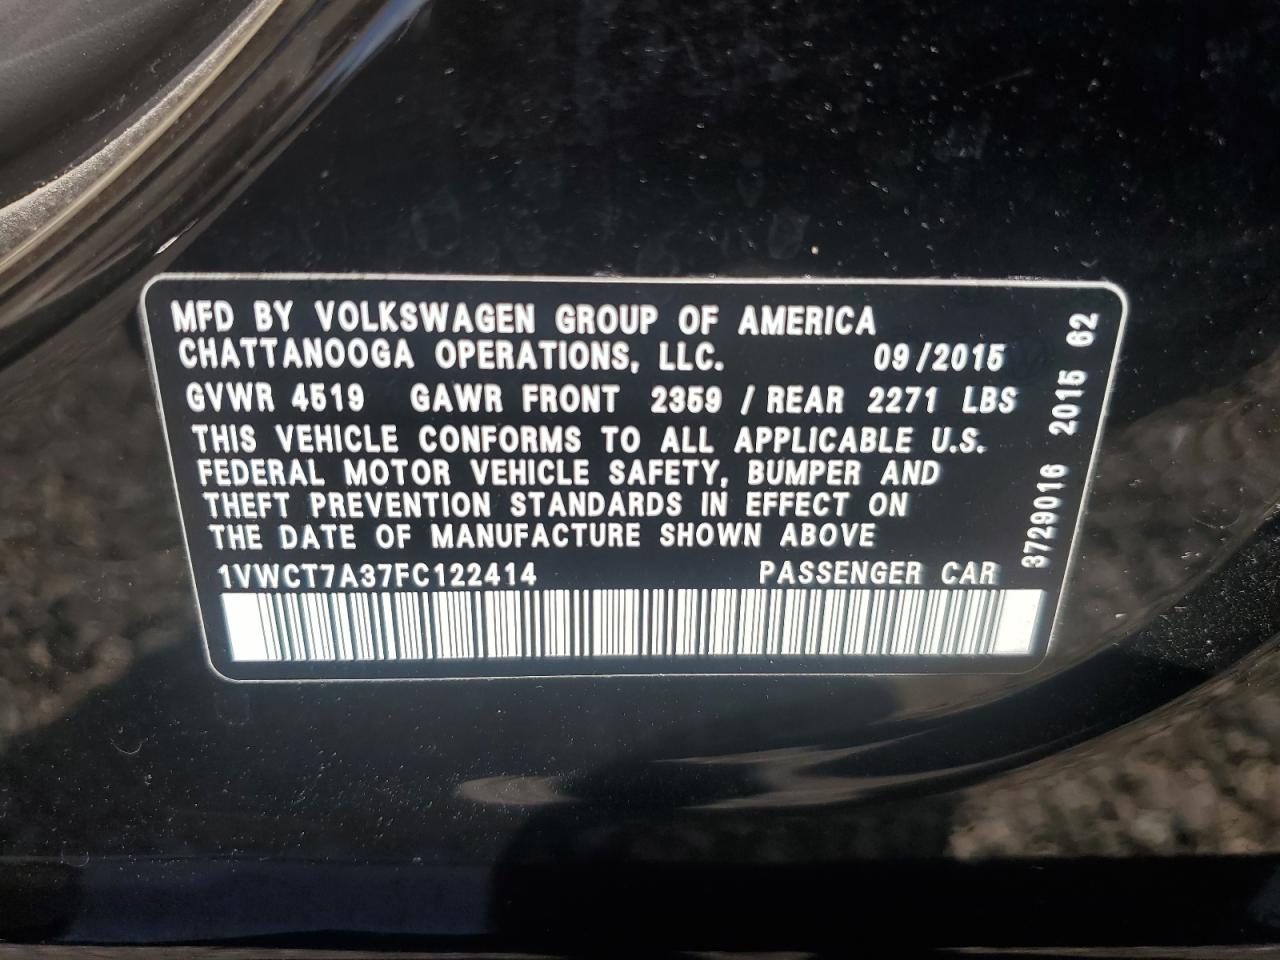 MFD BY VOLKSWAGEN GROUP OF AMERICA
CHATTANOOGA OPERATIONS, LLC. 09/2015
GVWR 4519 GAWR FRONT 2359 / REAR 2271 LBS
THIS VEHICLE CONFORMS TO ALL APPLICABLE U.S.
FEDERAL MOTOR VEHICLE SAFETY, BUMPER AND
THEFT PREVENTION STANDARDS IN EFFECT ON
THE DATE OF MANUFACTURE SHOWN ABOVE
1VWCT7A37FC122414 PASSENGER CAR
3729016 2015 62